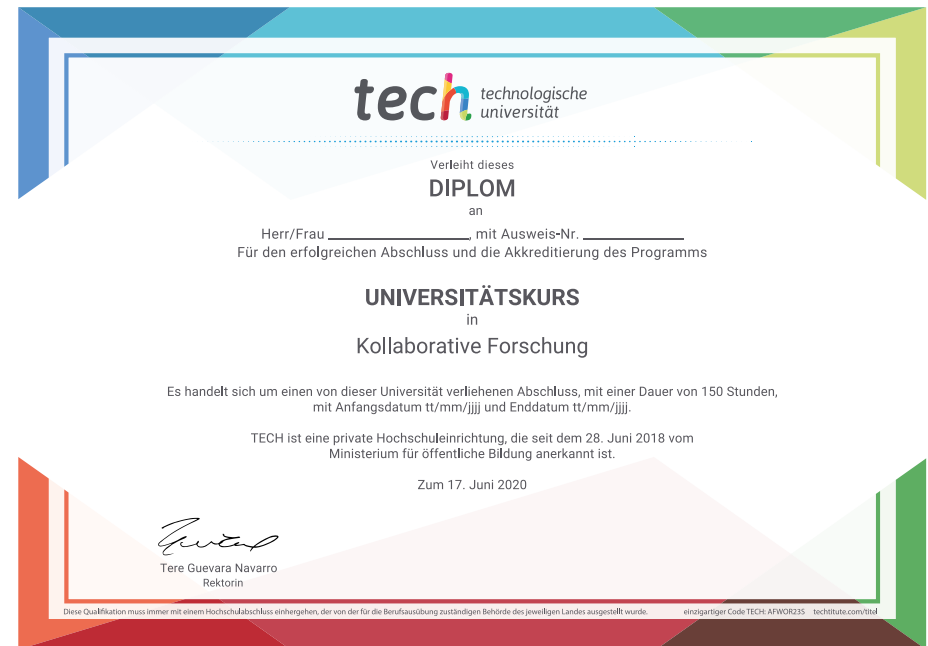 tech technologische
universität
Verleiht dieses
DIPLOM
an
Herr/Frau ____________________, mit Ausweis-Nr. ______________
Für den erfolgreichen Abschluss und die Akkreditierung des Programms
UNIVERSITÄTSKURS
in
Kollaborative Forschung
Es handelt sich um einen von dieser Universität verliehenen Abschluss, mit einer Dauer von 150 Stunden,
mit Anfangsdatum tt/mm/jjjj und Enddatum tt/mm/jjjj.
TECH ist eine private Hochschuleinrichtung, die seit dem 28. Juni 2018 vom
Ministerium für öffentliche Bildung anerkannt ist.
Zum 17. Juni 2020
Tere Guevara Navarro
Rektorin
Diese Qualifikation muss immer mit einem Hochschulabschluss einhergehen, der von der für die Berufsausübung zuständigen Behörde des jeweiligen Landes ausgestellt wurde. einzigartiger Code TECH: AFWOR23S techtitute.com/titel